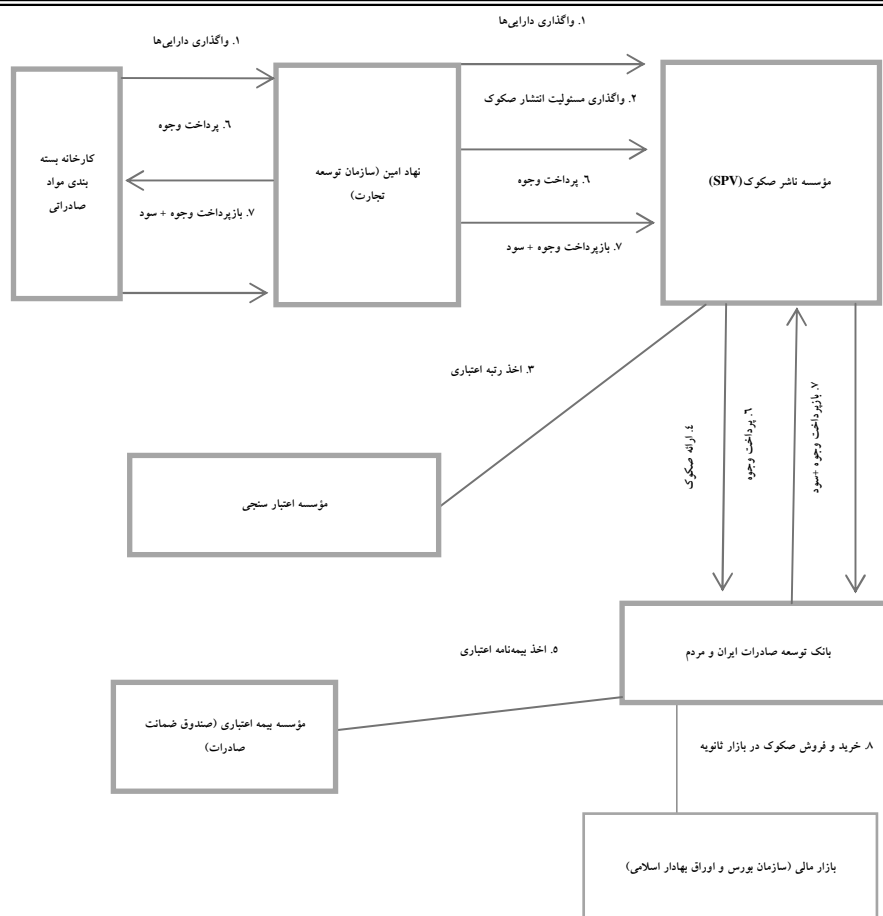 ۱. واگذاری دارایی‌ها
۱. واگذاری دارایی‌ها
۲. واگذاری مسئولیت انتشار صکوک
۶. پرداخت وجوه
کارخانه بسته
بندی مواد
صادراتی
نهاد امین (سازمان توسعه
تجارت)
۶. پرداخت وجوه
مؤسسه ناشر صکوک(SPV)
۷. بازپرداخت وجوه + سود
۷. بازپرداخت وجوه + سود
۳. اخذ رتبه اعتباری
٤. ارائه صکوک
۶. پرداخت وجوه
۷. بازپرداخت وجوه +سود
مؤسسه اعتبار سنجی
۵. اخذ بیمه‌نامه اعتباری
بانک توسعه صادرات ایران و مردم
مؤسسه بیمه اعتباری (صندوق ضمانت
صادرات)
۸. خرید و فروش صکوک در بازار ثانویه
بازار مالی (سازمان بورس و اوراق بهادار اسلامی)